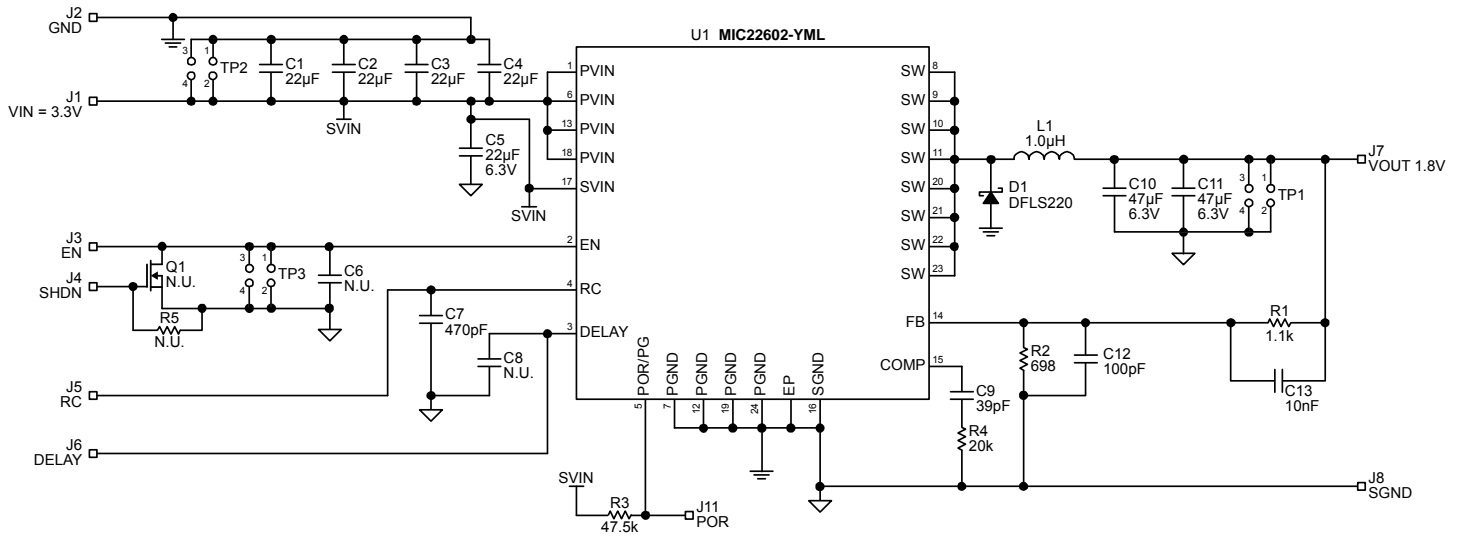 J2
GND
U1 MIC22602-YML
3
1
4
2
TP2
C1
22µF
C2
22µF
C3
22µF
C4
22µF
J1
VIN = 3.3V
SVIN
C5
22µF
6.3V
SVIN
1
PVIN
6
PVIN
13
PVIN
18
PVIN
17
SVIN
J3
EN
J4
SHDN
Q1
N.U.
R5
N.U.
3
1
4
2
TP3
C6
N.U.
2
EN
4
RC
3
DELAY
C7
470pF
C8
N.U.
J5
RC
J6
DELAY
POR/PG
5
PGND
7
PGND
12
PGND
19
PGND
24
EP
SGND
16
SVIN
R3
47.5k
J11
POR
SW
8
SW
9
SW
10
SW
11
SW
20
SW
21
SW
22
SW
23
FB
14
COMP
15
L1
1.0µH
D1
DFLS220
C10
47µF
6.3V
C11
47µF
6.3V
3
1
4
2
TP1
J7
VOUT 1.8V
R1
1.1k
R2
698
C12
100pF
C13
10nF
C9
39pF
R4
20k
J8
SGND